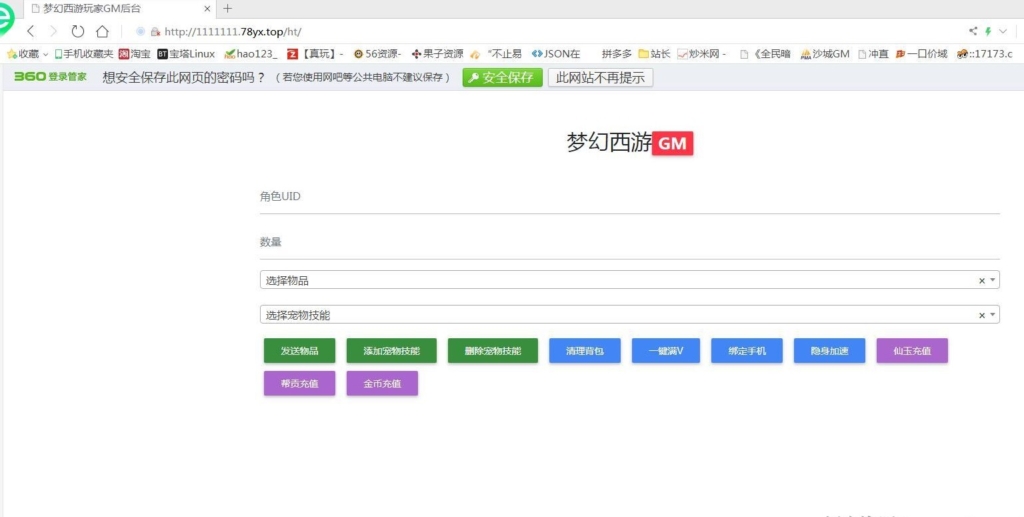 梦幻西游玩家GM后台
http://1111111.78yx.top/ht/
收藏 手机收藏夹 淘宝 宝塔Linux hao123_ 【真玩】- 56资源- 果子资源 "不止易 JSON在 拼多多 站长 炒米网 - 《全民暗 沙城GM 冲直 一口价域 ::17173.c
360登录管家 想安全保存此网页的密码吗？（若您使用网吧等公共电脑不建议保存） 安全保存 此网站不再提示
梦幻西游GM
角色UID
数量
选择物品
选择宠物技能
发送物品 添加宠物技能 删除宠物技能 清理背包 一键满V 绑定手机 隐身加速 仙玉充值
帮贡充值 金币充值